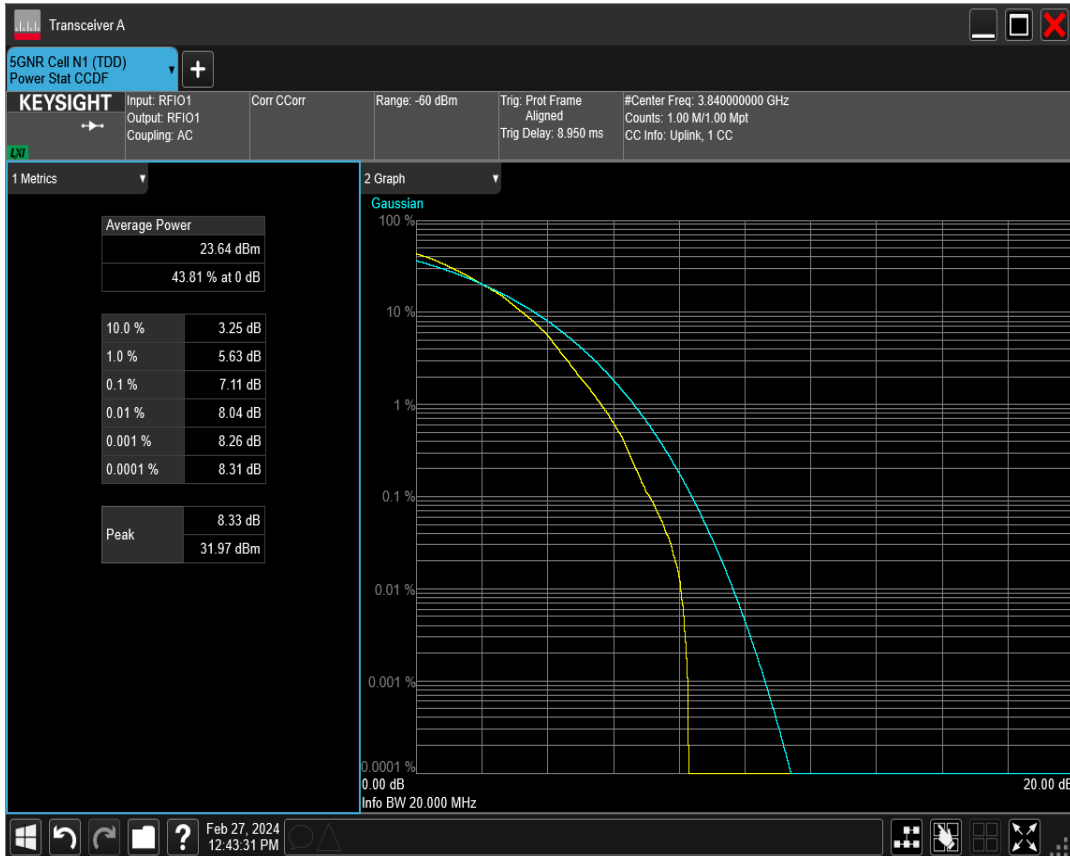 Transceiver A
5GNR Cell N1 (TDD)
Power Stat CCDF
KEYSIGHT
LXI
Input: RFIO1
Output: RFIO1
Coupling: AC
Corr CCorr
Range: -60 dBm
Trig: Prot Frame
Aligned
Trig Delay: 8.950 ms
#Center Freq: 3.840000000 GHz
Counts: 1.00 M/1.00 Mpt
CC Info: Uplink, 1 CC
1 Metrics
Average Power
23.64 dBm
43.81 % at 0 dB
10.0 % 3.25 dB
1.0 % 5.63 dB
0.1 % 7.11 dB
0.01 % 8.04 dB
0.001 % 8.26 dB
0.0001 % 8.31 dB
Peak
8.33 dB
31.97 dBm
2 Graph
Gaussian
100 %
10 %
1 %
0.1 %
0.01 %
0.001 %
0.0001 %
0.00 dB 20.00 dB
Info BW 20.000 MHz
Feb 27, 2024
12:43:31 PM